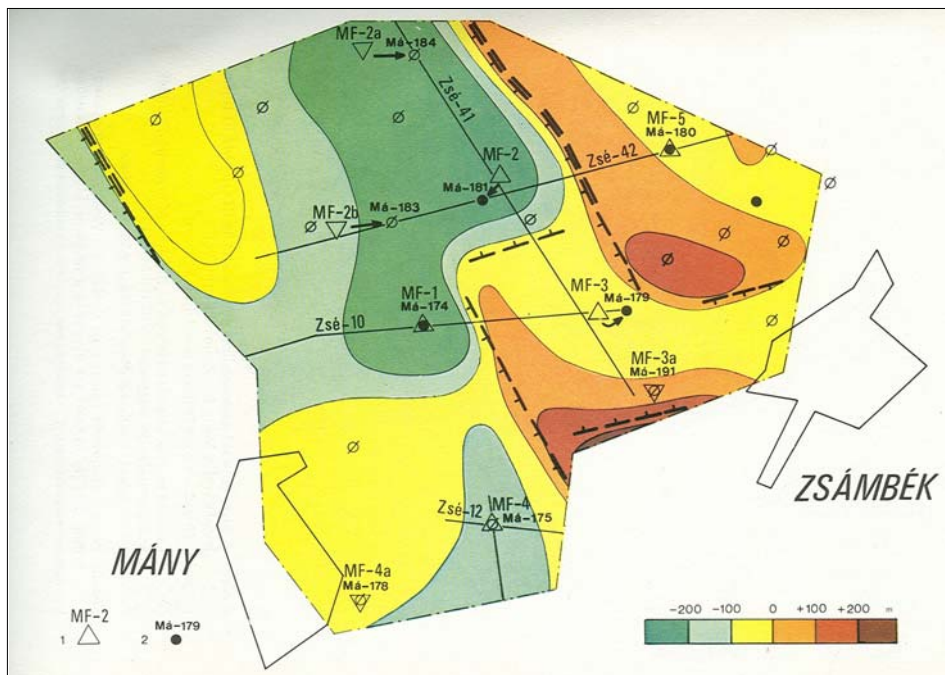 MF-2a
Má-184
Zsé-41
MF-5
Má-180
Zsé-42
MF-2
Má-181
MF-2b
Má-183
MF-1
Má-174
Zsé-10
MF-3
Má-179
MF-3a
Má-191
ZSÁMBÉK
Zsé-12
MF-4
Má-175
MÁNY
MF-4a
Má-178
1 MF-2
2 Má-179
-200 -100 0 +100 +200 m